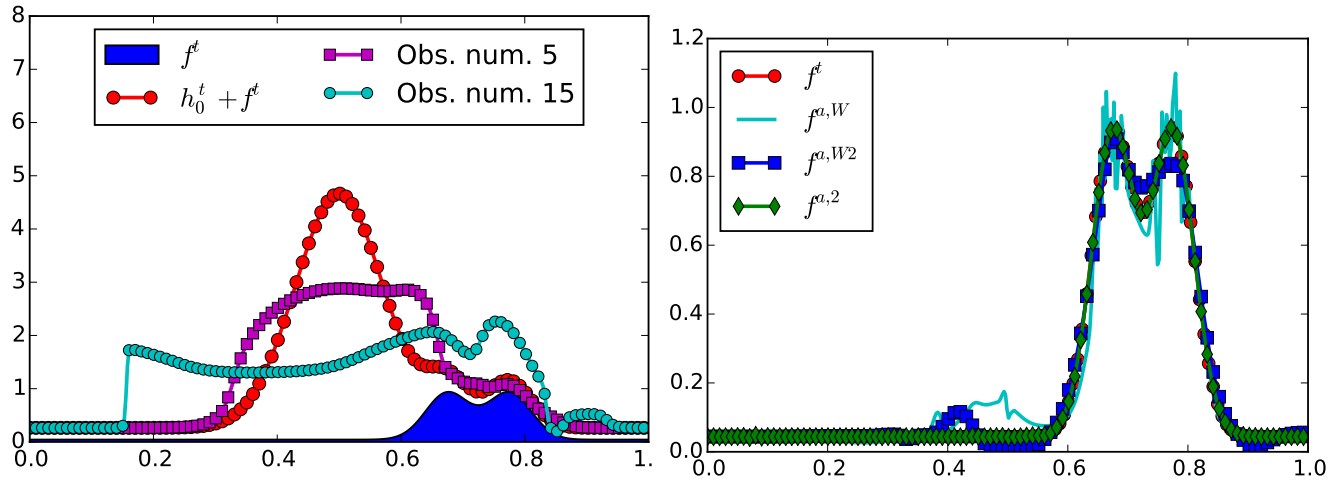 8
7
6
5
4
3
2
1
0
0.0 0.2 0.4 0.6 0.8 1.
f^t
h_0^t + f^t
Obs. num. 5
Obs. num. 15
1.2
1.0
0.8
0.6
0.4
0.2
0.0
0.0 0.2 0.4 0.6 0.8 1.0
f^t
f^{a,W}
f^{a,W2}
f^{a,2}